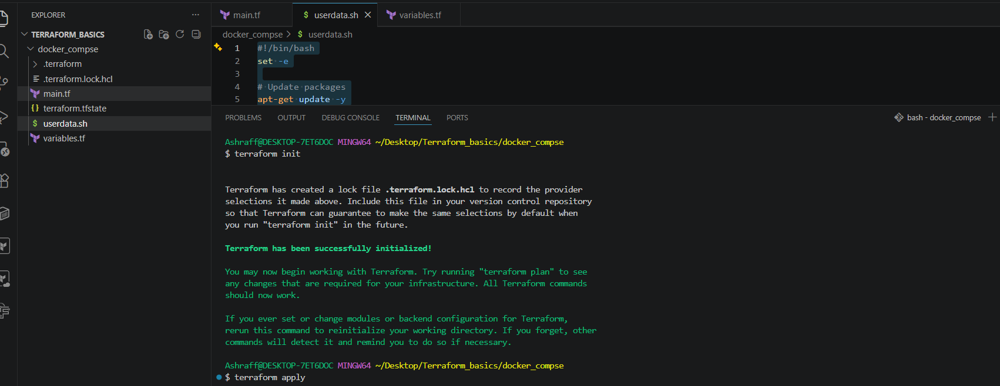 EXPLORER
TERRAFORM_BASICS
docker_compse
.terraform
.terraform.lock.hcl
main.tf
terraform.tfstate
userdata.sh
variables.tf
main.tf
userdata.sh
variables.tf
docker_compse > $ userdata.sh
1 #!/bin/bash
2 set -e
3
4 # Update packages
5 apt-get update -y
PROBLEMS OUTPUT DEBUG CONSOLE TERMINAL PORTS
bash - docker_compse
Ashraff@DESKTOP-7ET6DOC MINGW64 ~/Desktop/Terraform_basics/docker_compse
$ terraform init
Terraform has created a lock file .terraform.lock.hcl to record the provider
selections it made above. Include this file in your version control repository
so that Terraform can guarantee to make the same selections by default when
you run "terraform init" in the future.
Terraform has been successfully initialized!
You may now begin working with Terraform. Try running "terraform plan" to see
any changes that are required for your infrastructure. All Terraform commands
should now work.
If you ever set or change modules or backend configuration for Terraform,
rerun this command to reinitialize your working directory. If you forget, other
commands will detect it and remind you to do so if necessary.
Ashraff@DESKTOP-7ET6DOC MINGW64 ~/Desktop/Terraform_basics/docker_compse
$ terraform apply